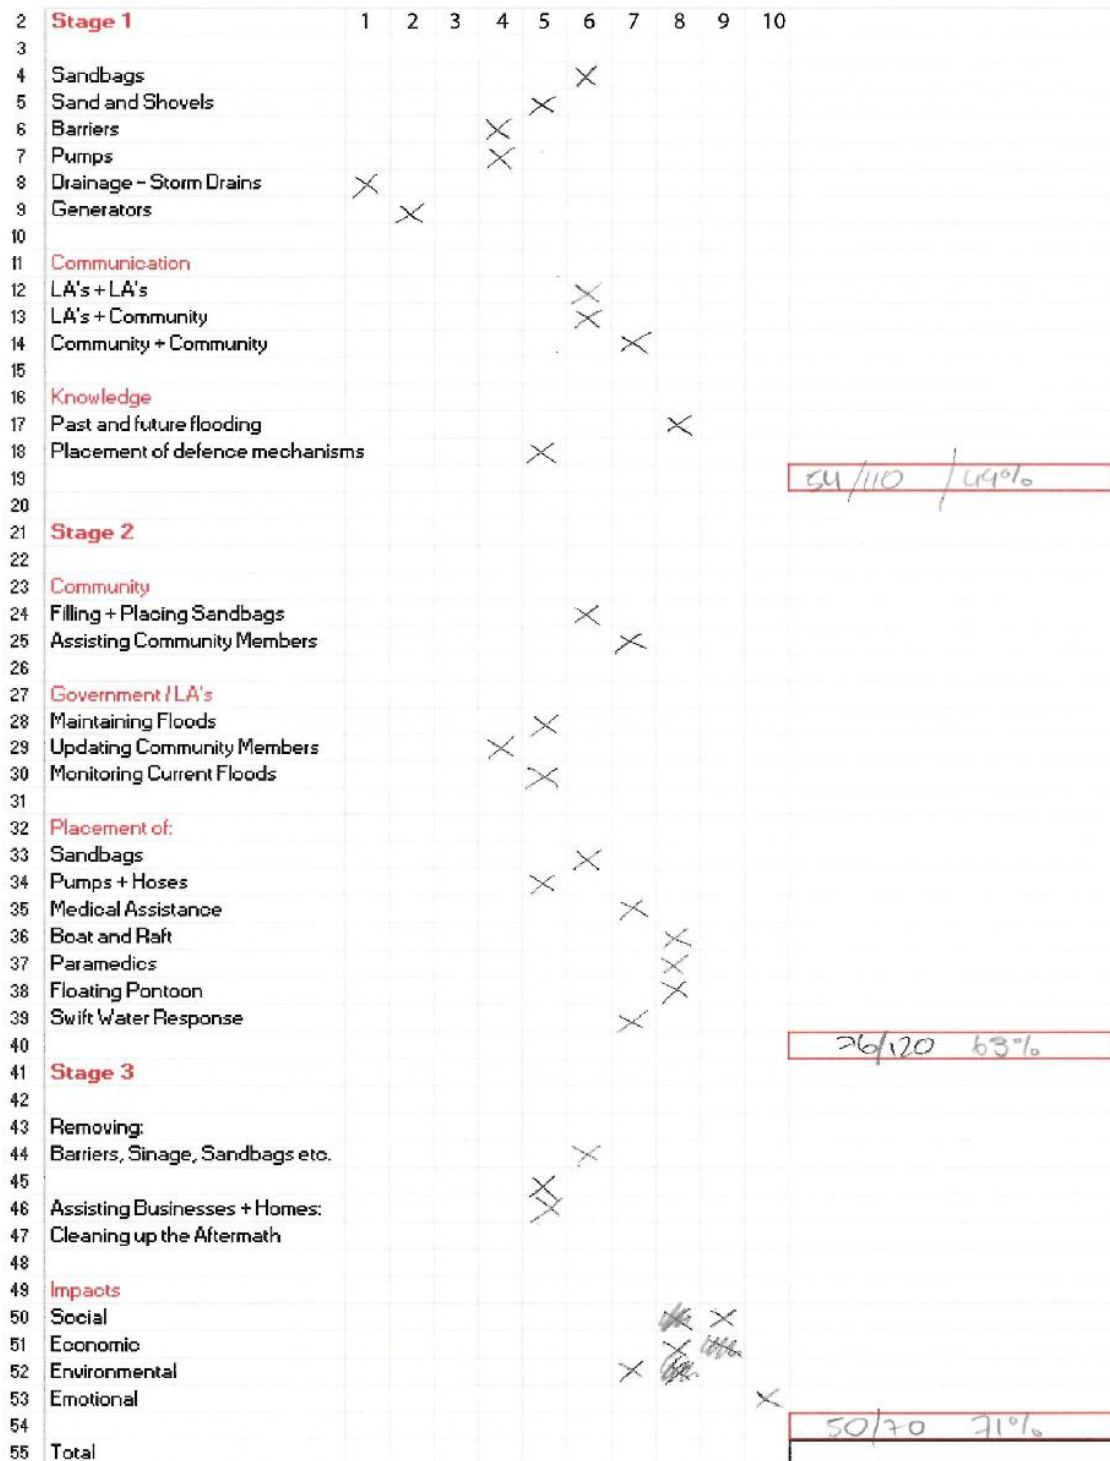 2 Stage 1 1 2 3 4 5 6 7 8 9 10
3
4 Sandbags
5 Sand and Shovels
6 Barriers
7 Pumps
8 Drainage - Storm Drains
9 Generators
10
11 Communication
12 LA's + LA's
13 LA's + Community
14 Community + Community
15
16 Knowledge
17 Past and future flooding
18 Placement of defence mechanisms
19 54/110 / 49%
20
21 Stage 2
22
23 Community
24 Filling + Placing Sandbags
25 Assisting Community Members
26
27 Government / LA's
28 Maintaining Floods
29 Updating Community Members
30 Monitoring Current Floods
31
32 Placement of:
33 Sandbags
34 Pumps + Hoses
35 Medical Assistance
36 Boat and Raft
37 Paramedics
38 Floating Pontoon
39 Swift Water Response
40 76/120 63%
41 Stage 3
42
43 Removing:
44 Barriers, Sinage, Sandbags etc.
45
46 Assisting Businesses + Homes:
47 Cleaning up the Aftermath
48
49 Impacts
50 Social
51 Economic
52 Environmental
53 Emotional
54 50/70 71%
55 Total